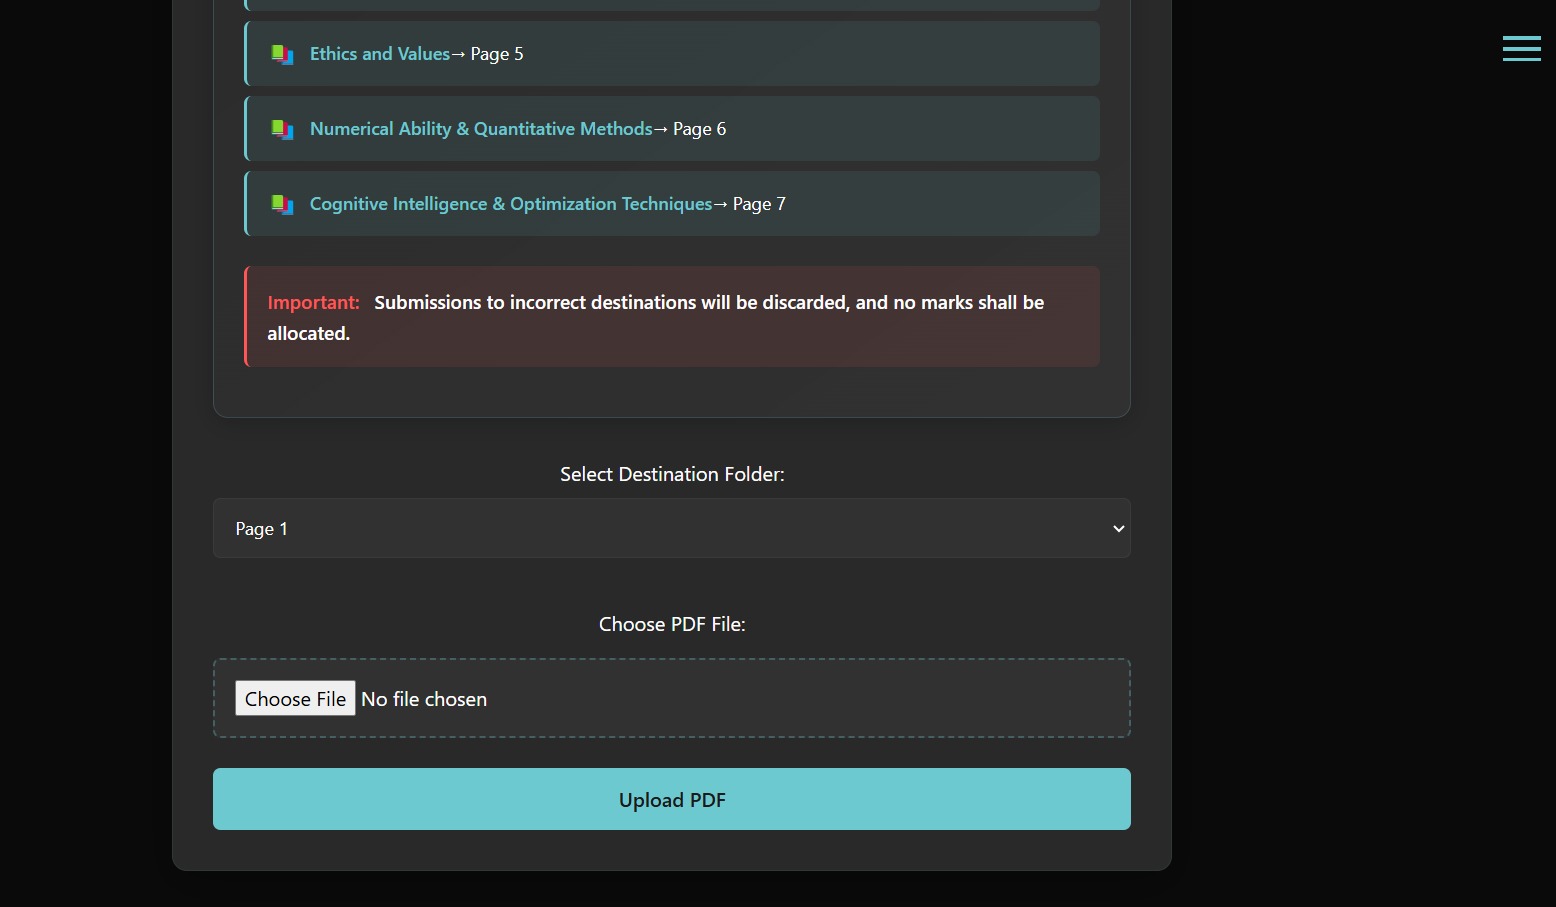 Ethics and Values→ Page 5
Numerical Ability & Quantitative Methods→ Page 6
Cognitive Intelligence & Optimization Techniques→ Page 7
Important: Submissions to incorrect destinations will be discarded, and no marks shall be
allocated.
Select Destination Folder:
Page 1
Choose PDF File:
Choose File No file chosen
Upload PDF